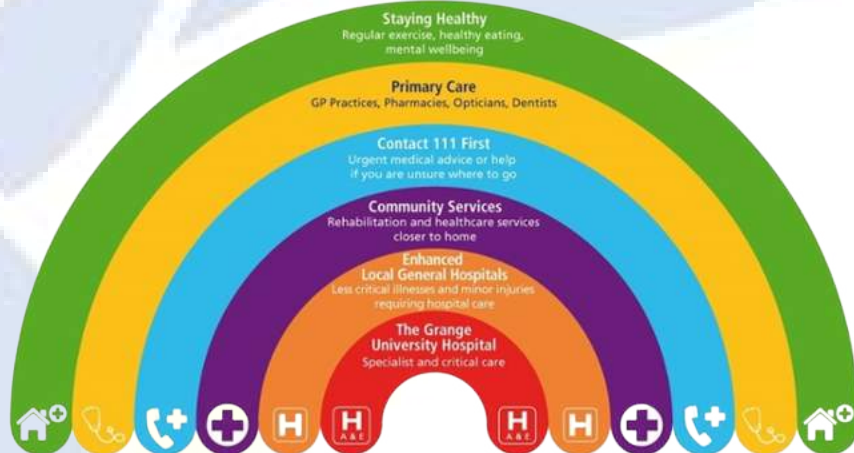 Staying Healthy
Regular exercise, healthy eating,
mental wellbeing
Primary Care
GP Practices, Pharmacies, Opticians, Dentists
Contact 111 First
Urgent medical advice or help
if you are unsure where to go
Community Services
Rehabilitation and healthcare services
closer to home
Enhanced
Local General Hospitals
Less critical illnesses and minor injuries
requiring hospital care
The Grange
University Hospital
Specialist and critical care
H
H
A & E
H
A & E
H